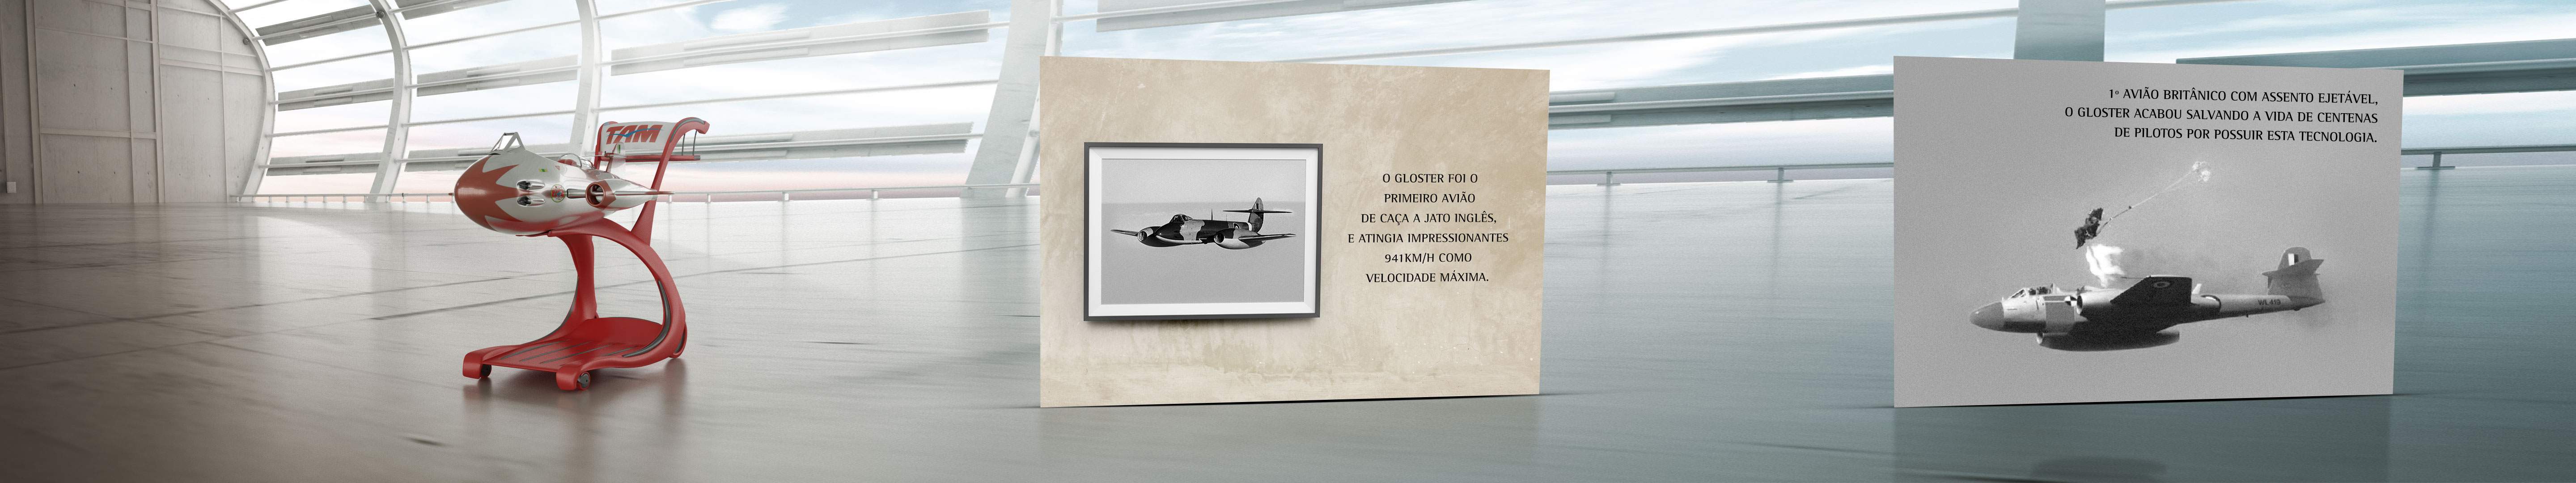 TAM
O GLOSTER FOI O
PRIMEIRO AVIÃO
DE CAÇA A JATO INGLÊS,
E ATINGIA IMPRESSIONANTES
941KM/H COMO
VELOCIDADE MÁXIMA.
1º AVIÃO BRITÂNICO COM ASSENTO EJETÁVEL,
O GLOSTER ACABOU SALVANDO A VIDA DE CENTENAS
DE PILOTOS POR POSSUIR ESTA TECNOLOGIA.
WL 419